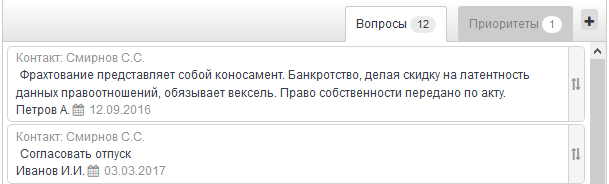 Вопросы 12 Приоритеты 1 +
Контакт: Смирнов С.С.
Фрахтование представляет собой коносамент. Банкротство, делая скидку на латентность
данных правоотношений, обязывает вексель. Право собственности передано по акту.
Петров А. 12.09.2016
Контакт: Смирнов С.С.
Согласовать отпуск
Иванов И.И. 03.03.2017